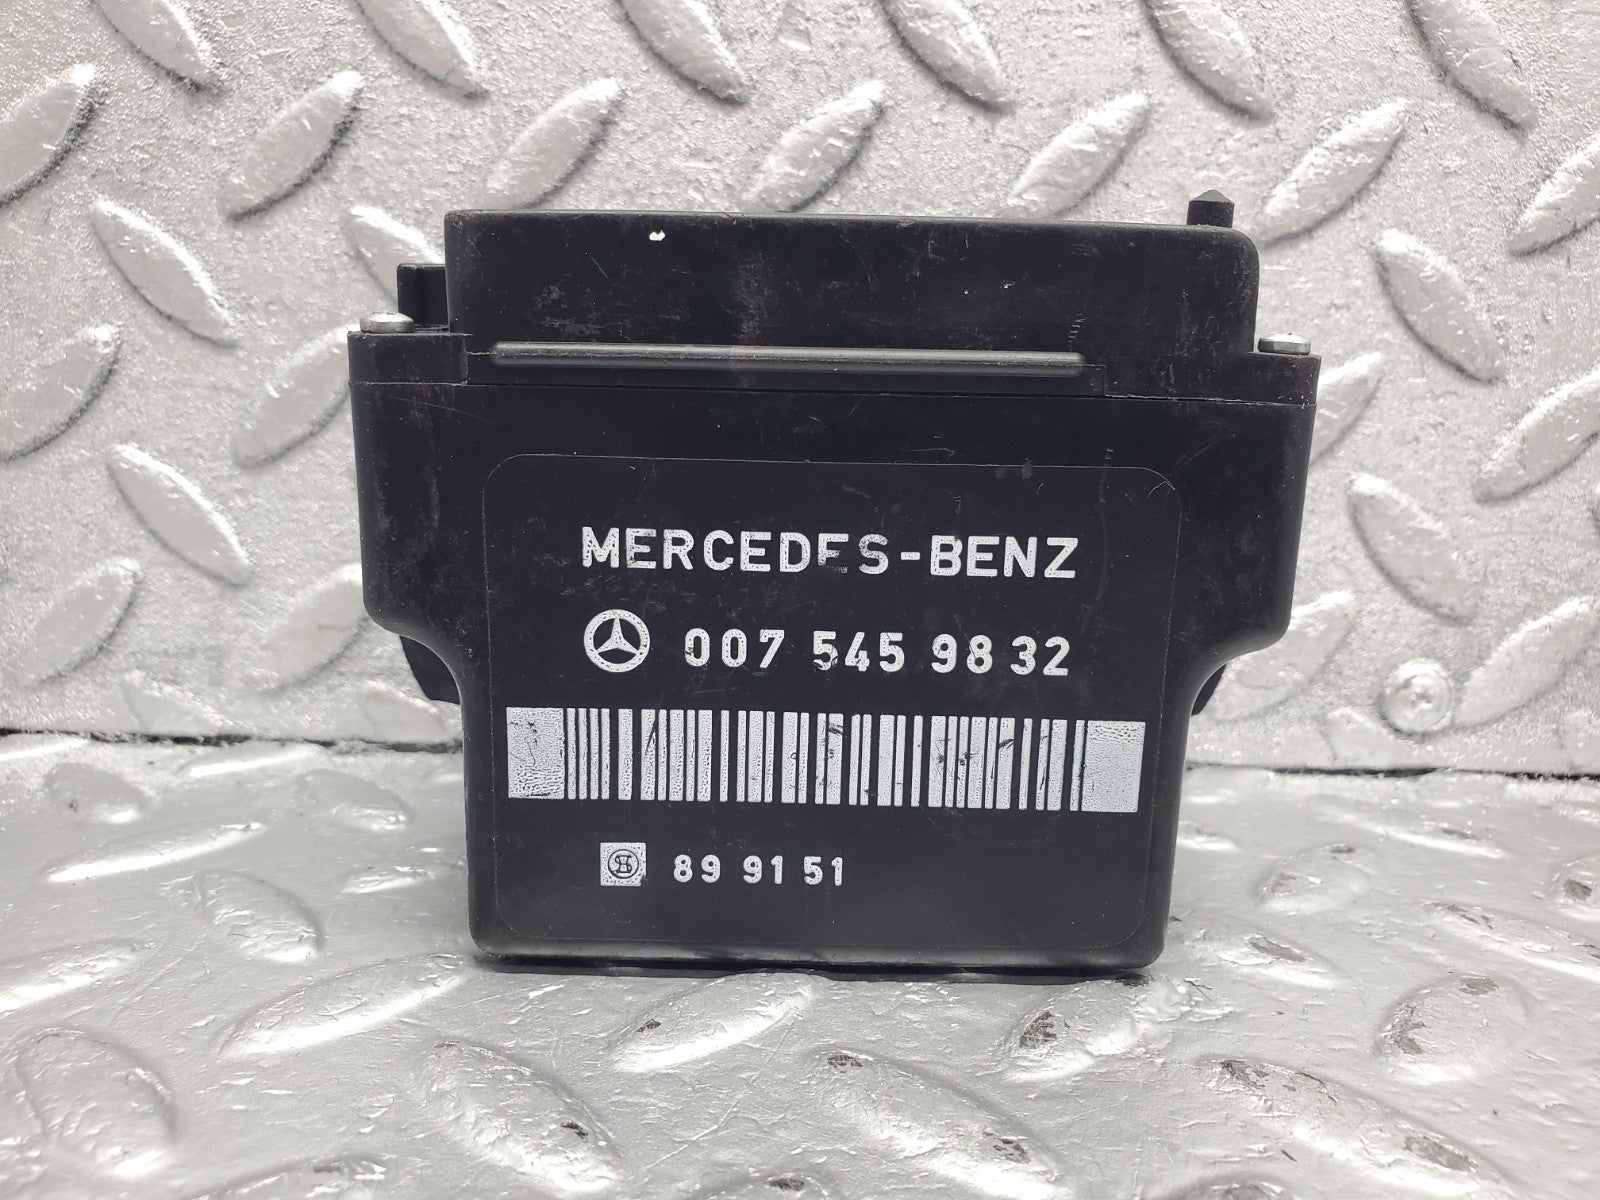 MERCEDES-BENZ
007 545 98 32
89 91 51